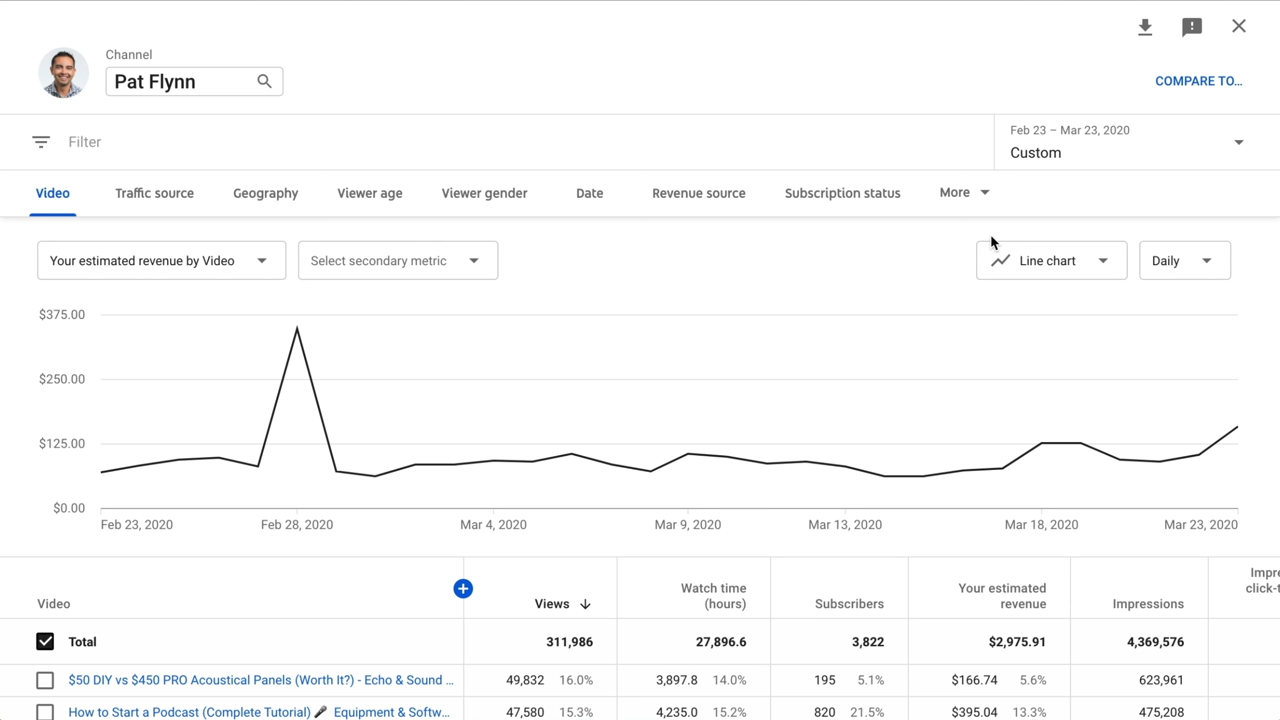 Channel
Pat Flynn
COMPARE TO...
Filter
Feb 23 – Mar 23, 2020
Custom
Video Traffic source Geography Viewer age Viewer gender Date Revenue source Subscription status More
Your estimated revenue by Video Select secondary metric Line chart Daily
$375.00
$250.00
$125.00
$0.00
Feb 23, 2020 Feb 28, 2020 Mar 4, 2020 Mar 9, 2020 Mar 13, 2020 Mar 18, 2020 Mar 23, 2020
Video Views Watch time (hours) Subscribers Your estimated revenue Impressions Impre click-t
Total 311,986 27,896.6 3,822 $2,975.91 4,369,576
$50 DIY vs $450 PRO Acoustical Panels (Worth It?) - Echo & Sound ... 49,832 16.0% 3,897.8 14.0% 195 5.1% $166.74 5.6% 623,961
How to Start a Podcast (Complete Tutorial) 🎤 Equipment & Softw... 47,580 15.3% 4,235.0 15.2% 820 21.5% $395.04 13.3% 475,208